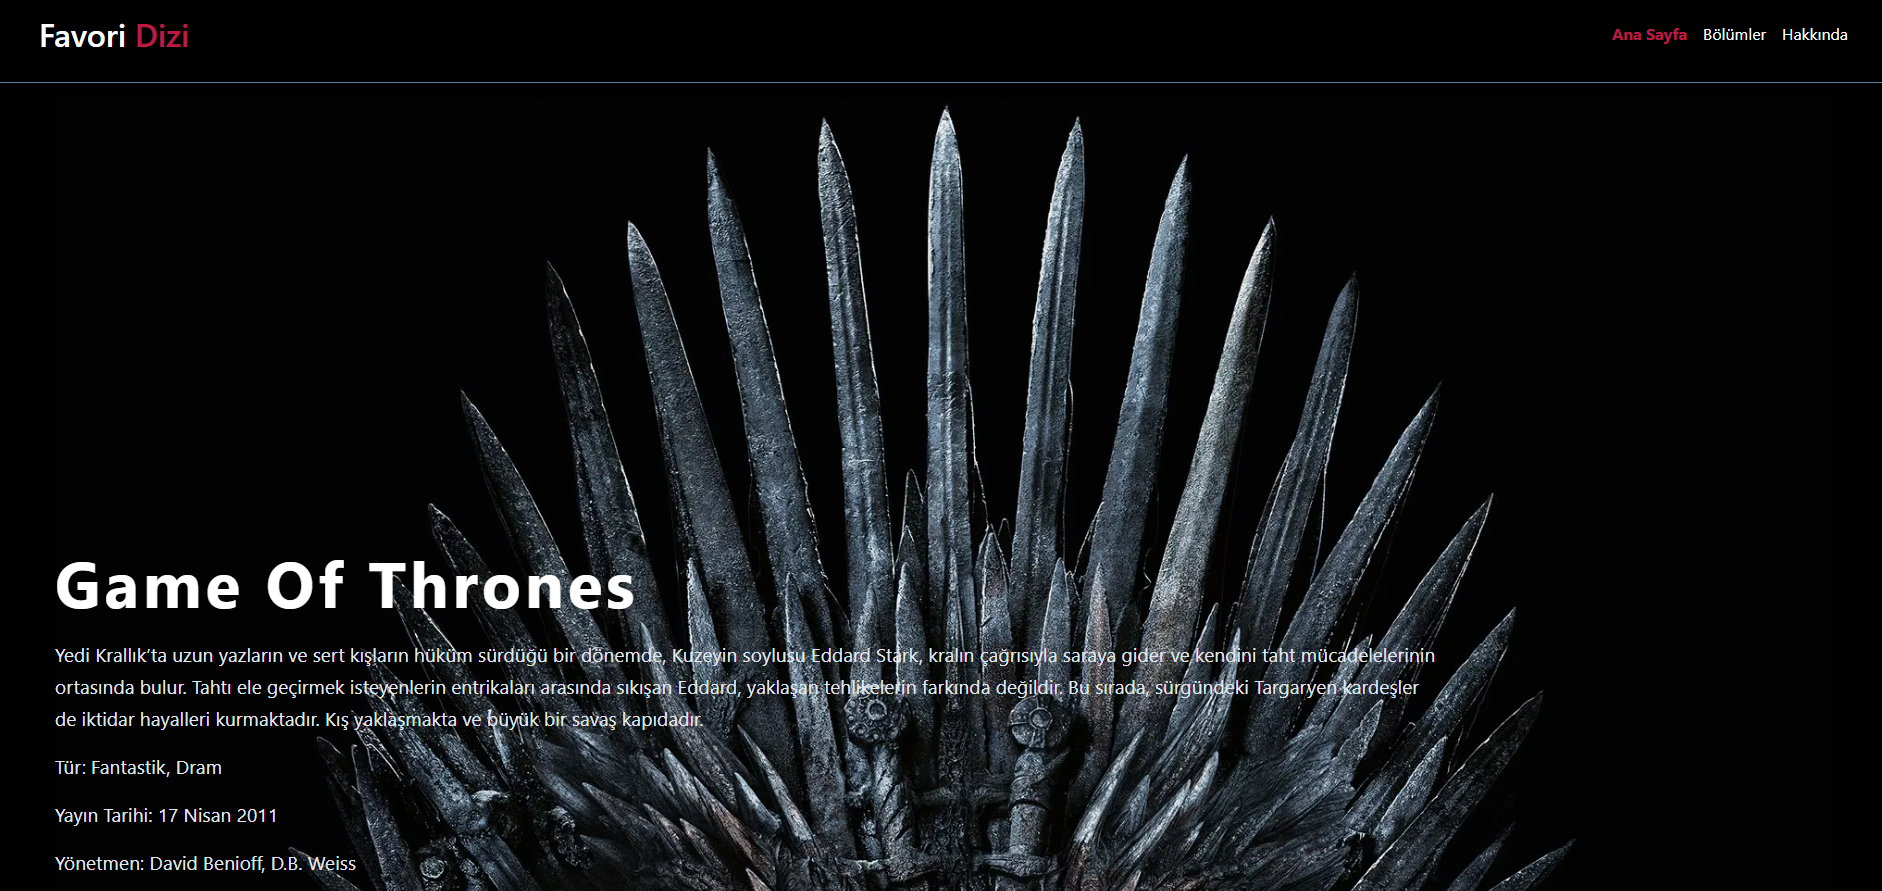 Favori Dizi
Ana Sayfa Bölümler Hakkında
Game Of Thrones
Yedi Krallık’ta uzun yazların ve sert kışların hüküm sürdüğü bir dönemde, Kuzeyin soylusu Eddard Stark, kralın çağrısıyla saraya gider ve kendini taht mücadelelerinin
ortasında bulur. Tahtı ele geçirmek isteyenlerin entrikaları arasında sıkışan Eddard, yaklaşan tehlikelerin farkında değildir. Bu sırada, sürgündeki Targaryen kardeşler
de iktidar hayalleri kurmaktadır. Kış yaklaşmakta ve büyük bir savaş kapıdadır.
Tür: Fantastik, Dram
Yayın Tarihi: 17 Nisan 2011
Yönetmen: David Benioff, D.B. Weiss